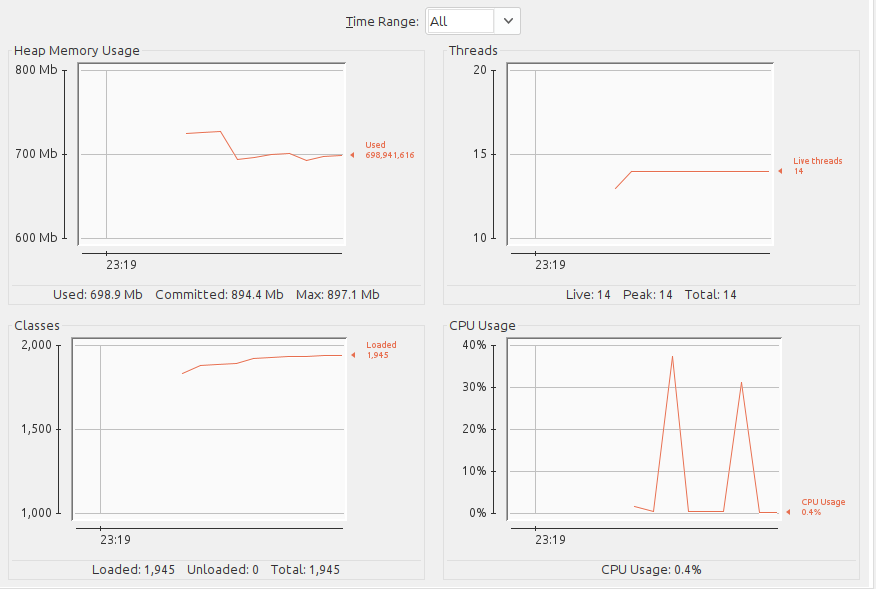 Time Range: All
Heap Memory Usage
800 Mb
700 Mb
600 Mb
Used
698,941,616
23:19
Used: 698.9 Mb Committed: 894.4 Mb Max: 897.1 Mb
Threads
20
15
10
Live threads
14
23:19
Live: 14 Peak: 14 Total: 14
Classes
2,000
1,500
1,000
Loaded
1,945
23:19
Loaded: 1,945 Unloaded: 0 Total: 1,945
CPU Usage
40%
30%
20%
10%
0%
CPU Usage
0.4%
23:19
CPU Usage: 0.4%